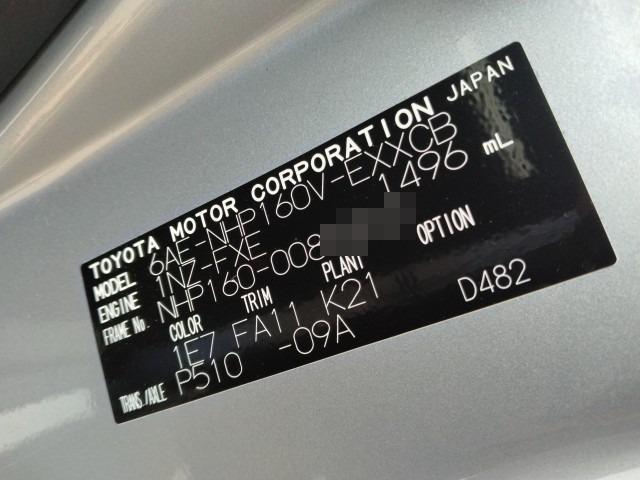 TOYOTA MOTOR CORPORATION JAPAN
MODEL 6AE-NHP160V-EXXCB
ENGINE 1NZ-FXE 1496 mL
FRAME No. NHP160-008
COLOR TRIM PLANT OPTION
1E7 FA11 K21 D482
TRANS./AXLE P510 -09A